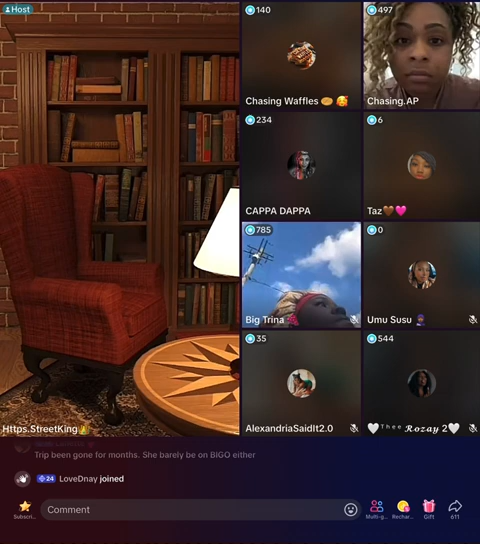 Host
140
Chasing Waffles 🧇 🥰
497
Chasing.AP
234
CAPPA DAPPA
6
Taz🤎💗
785
Big Trina
0
Umu Susu
35
AlexandriaSaidIt2.0
544
🤍ᵀʰᵉᵉ 𝓡𝓸𝔃𝓪𝔂 2🤍
Https.StreetKing
Trip been gone for months. She barely be on BIGO either
24 LoveDnay joined
Subscri...
Comment
Multi-g...
Rechar...
Gift
611